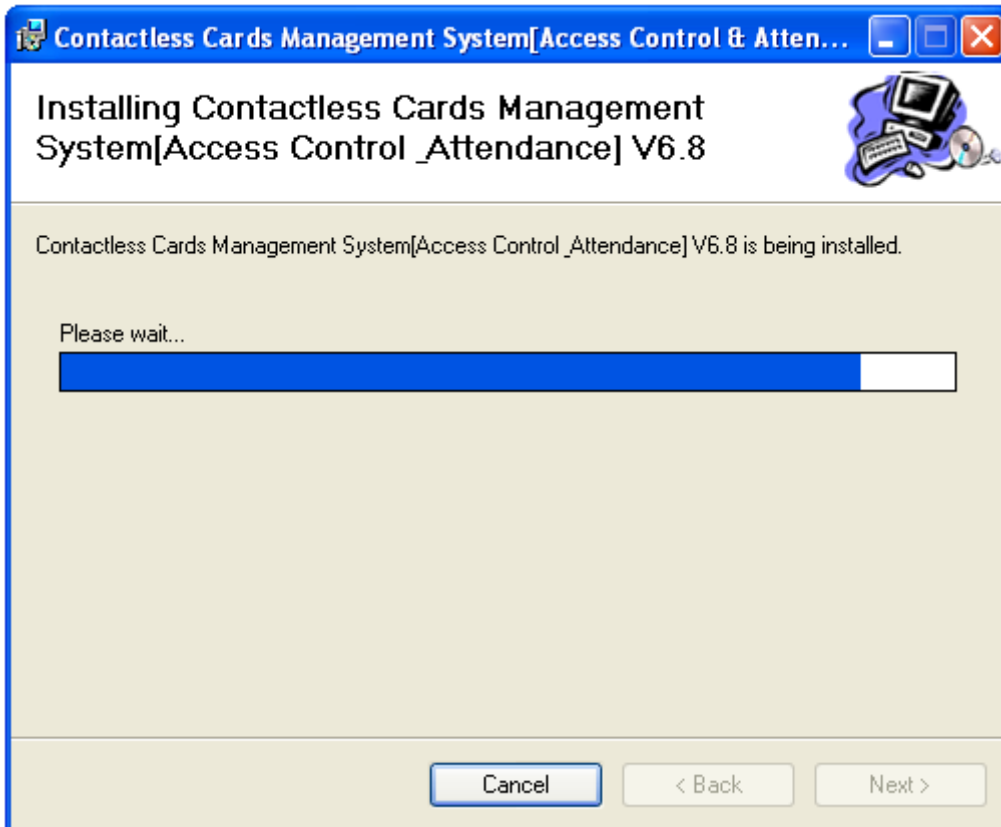 Contactless Cards Management System[Access Control & Atten...
Installing Contactless Cards Management
System[Access Control _Attendance] V6.8
Contactless Cards Management System[Access Control _Attendance] V6.8 is being installed.
Please wait...
Cancel
< Back
Next >